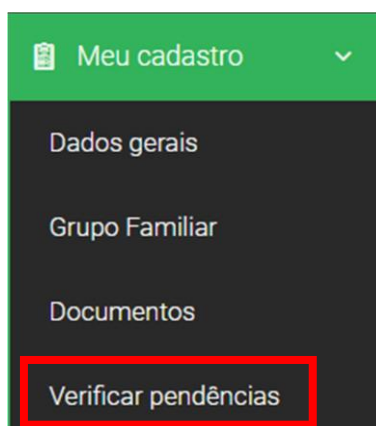 Meu cadastro
Dados gerais
Grupo Familiar
Documentos
Verificar pendências